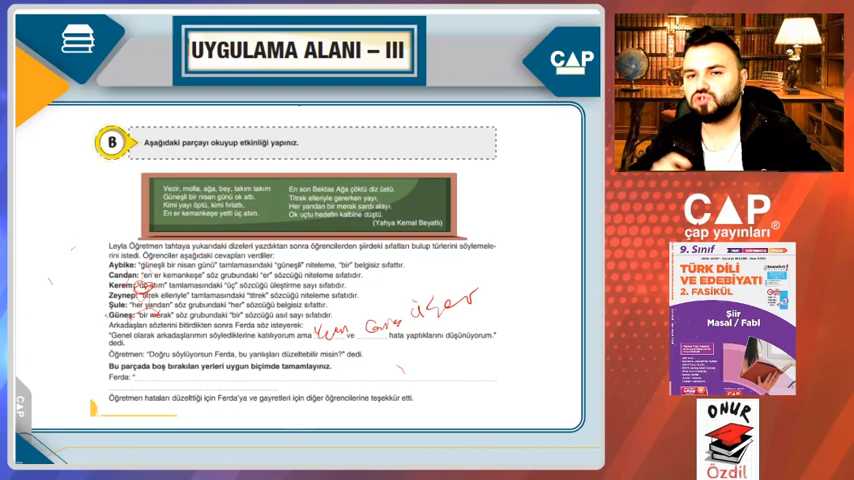 UYGULAMA ALANI – III
CAP
B
Aşağıdaki parçayı okuyup etkinliği yapınız.
Vezir, molla, ağa, bey, takım takım
Güneşli bir nisan günü ok attı.
Kimi yayı öptü, kimi fırlattı,
En er kemankeşe yetti üç atım.
En son Bektaş Ağa çöktü diz üstü.
Titrek elleriyle gererken yayı,
Her yandan bir merak sardı alayı.
Ok uçtu hedefin kalbine düştü.
(Yahya Kemal Beyatlı)
Leyla Öğretmen tahtaya yukarıdaki dizeleri yazdıktan sonra öğrencilerden şiirdeki sıfatları bulup türlerini söylemele-
rini istedi. Öğrenciler aşağıdaki cevapları verdiler:
Aybike: "güneşli bir nisan günü" tamlamasındaki "güneşli" niteleme, "bir" belgisiz sıfattır.
Candan: "en er kemankeşe" söz grubundaki "er" sözcüğü niteleme sıfatıdır.
Kerem: tamlamasındaki "üç" sözcüğü üleştirme sayı sıfatıdır.
Zeynep: "titrek elleriyle" tamlamasındaki "titrek" sözcüğü niteleme sıfatıdır.
Şule: "her yandan" söz grubundaki "her" sözcüğü belgisiz sıfattır.
Güneş: "bir merak" söz grubundaki "bir" sözcüğü asıl sayı sıfatıdır.
Arkadaşları sözlerini bitirdikten sonra Ferda söz isteyerek:
"Genel olarak arkadaşlarımın söylediklerine katılıyorum ama ve hata yaptıklarını düşünüyorum."
dedi.
Öğretmen: "Doğru söylüyorsun Ferda, bu yanlışları düzeltebilir misin?" dedi.
Bu parçada boş bırakılan yerleri uygun biçimde tamamlayınız.
Ferda: "
Öğretmen hataları düzelttiği için Ferda'ya ve gayretleri için diğer öğrencilerine teşekkür etti.
CAP
ÇAP
çap yayınları
9. Sınıf
TÜRK DİLİ
VE EDEBİYATI
2. FASİKÜL
Şiir
Masal / Fabl
ONUR
Özdil